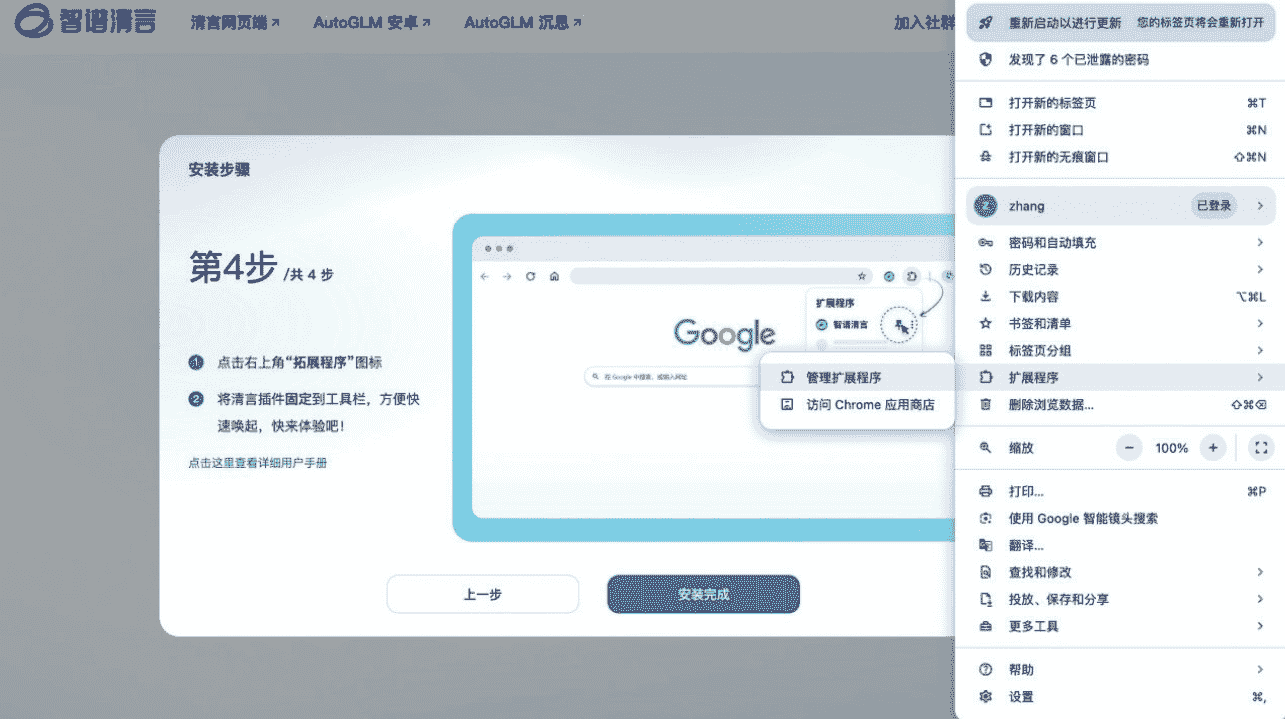 智谱清言
清言网页端↗
AutoGLM 安卓↗
AutoGLM 沉思↗
加入社群
安装步骤
第4步 /共 4 步
1 点击右上角“拓展程序”图标
2 将清言插件固定到工具栏，方便快
速唤起，快来体验吧！
点击这里查看详细用户手册
扩展程序
智谱清言
Google
在 Google 中搜索，或输入网址
上一步
安装完成
管理扩展程序
访问 Chrome 应用商店
重新启动以进行更新 您的标签页将会重新打开
发现了 6 个已泄露的密码
打开新的标签页 ⌘T
打开新的窗口 ⌘N
打开新的无痕窗口 ⇧⌘N
zhang 已登录
密码和自动填充
历史记录
下载内容 ⌥⌘L
书签和清单
标签页分组
扩展程序
删除浏览数据... ⇧⌘⌫
缩放 − 100% +
打印... ⌘P
使用 Google 智能镜头搜索
翻译...
查找和修改
投放、保存和分享
更多工具
帮助
设置 ⌘,